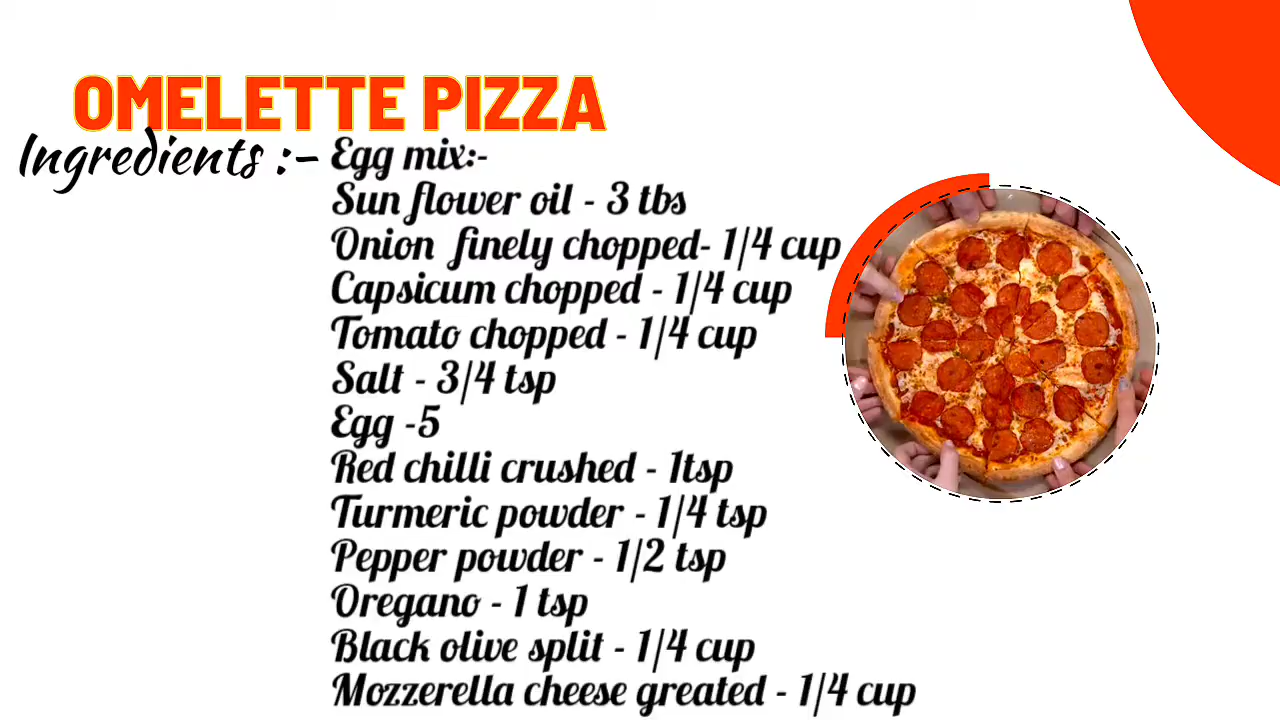 OMELETTE PIZZA
Ingredients :- Egg mix:-
Sun flower oil - 3 tbs
Onion finely chopped- 1/4 cup
Capsicum chopped - 1/4 cup
Tomato chopped - 1/4 cup
Salt - 3/4 tsp
Egg -5
Red chilli crushed - 1tsp
Turmeric powder - 1/4 tsp
Pepper powder - 1/2 tsp
Oregano - 1 tsp
Black olive split - 1/4 cup
Mozzerella cheese greated - 1/4 cup